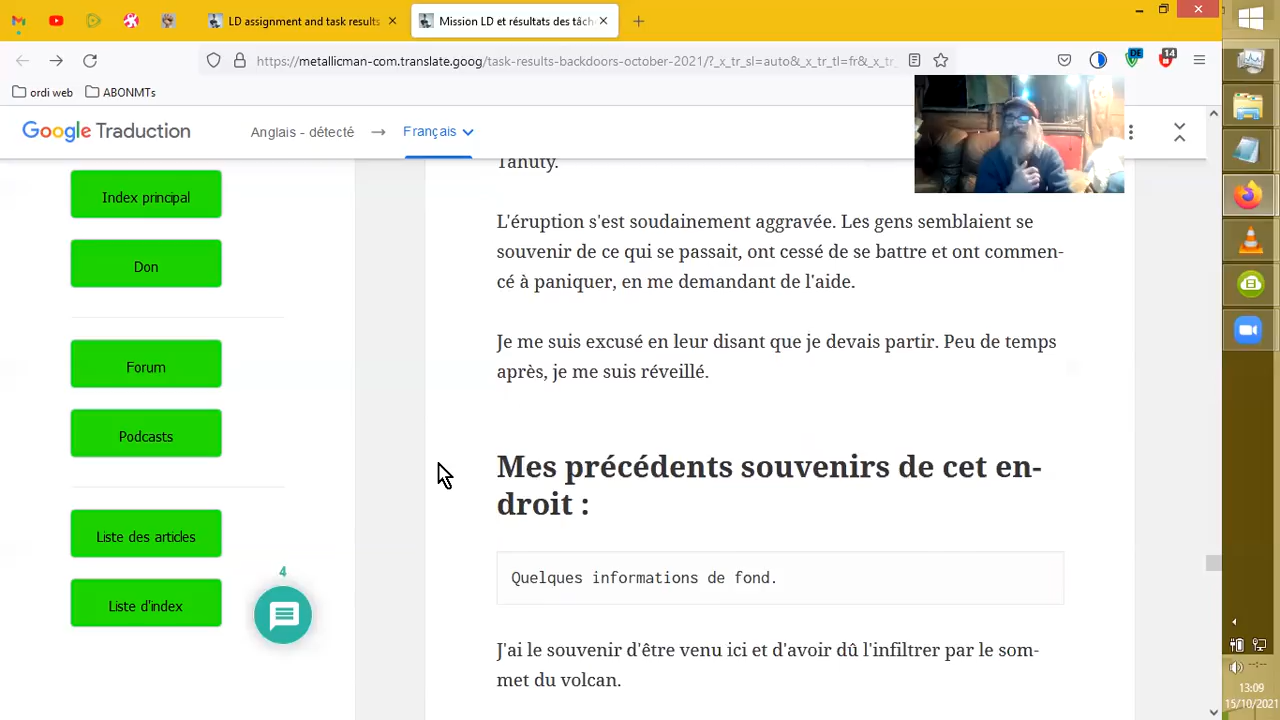 LD assignment and task results
Mission LD et résultats des tâch
https://metallicman-com.translate.goog/
?_x_tr_sl=auto&_x_tr_tl=fr&_x_tr_
DE
14
ordi web
ABONMTs
Google Traduction
Anglais - détecté
Français
Index principal
Don
Forum
Podcasts
Liste des articles
Liste d'index
4
Tanuty.
L'éruption s'est soudainement aggravée. Les gens semblaient se
souvenir de ce qui se passait, ont cessé de se battre et ont commen-
cé à paniquer, en me demandant de l'aide.
Je me suis excusé en leur disant que je devais partir. Peu de temps
après, je me suis réveillé.
Mes précédents souvenirs de cet en-
droit :
Quelques informations de fond.
J'ai le souvenir d'être venu ici et d'avoir dû l'infiltrer par le som-
met du volcan.
13:09
15/10/2021